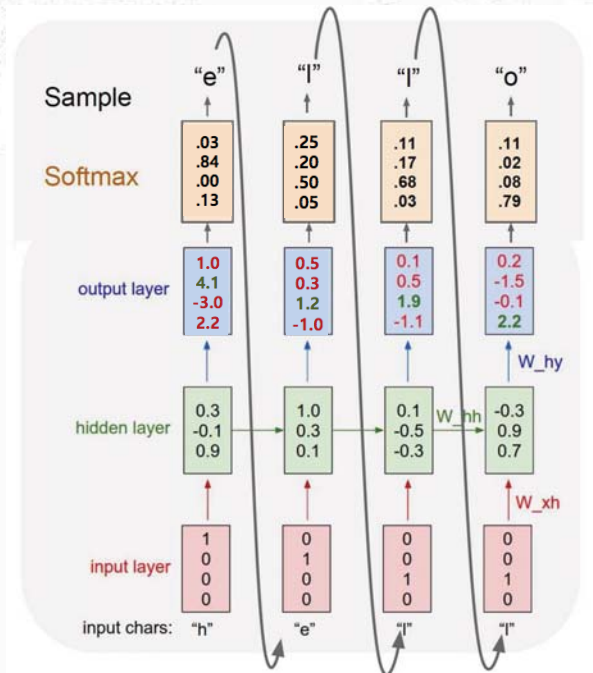 “e” “l” “l” “o”
Sample
.03 .25 .11 .11
.84 .20 .17 .02
.00 .50 .68 .08
.13 .05 .03 .79
Softmax
1.0 0.5 0.1 0.2
4.1 0.3 0.5 -1.5
-3.0 1.2 1.9 -0.1
2.2 -1.0 -1.1 2.2
output layer
W_hy
0.3 1.0 0.1 -0.3
-0.1 0.3 -0.5 0.9
0.9 0.1 -0.3 0.7
hidden layer
W_hh
W_xh
1 0 0 0
0 1 0 0
0 0 1 1
0 0 0 0
input layer
input chars: “h” “e” “l” “l”